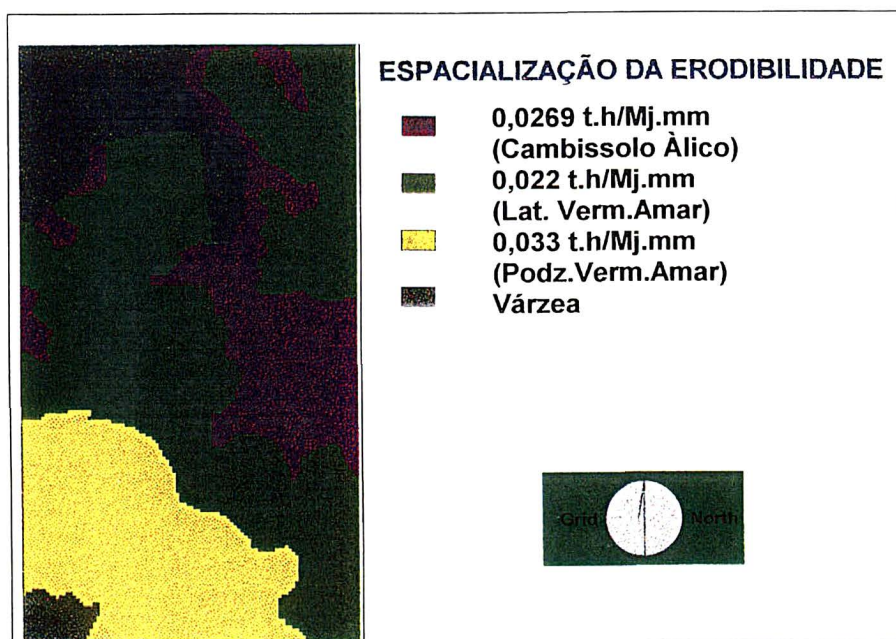 ESPACIALIZAÇÃO DA ERODIBILIDADE
0,0269 t.h/Mj.mm
(Cambissolo Àlico)
0,022 t.h/Mj.mm
(Lat. Verm.Amar)
0,033 t.h/Mj.mm
(Podz.Verm.Amar)
Várzea
Grid North